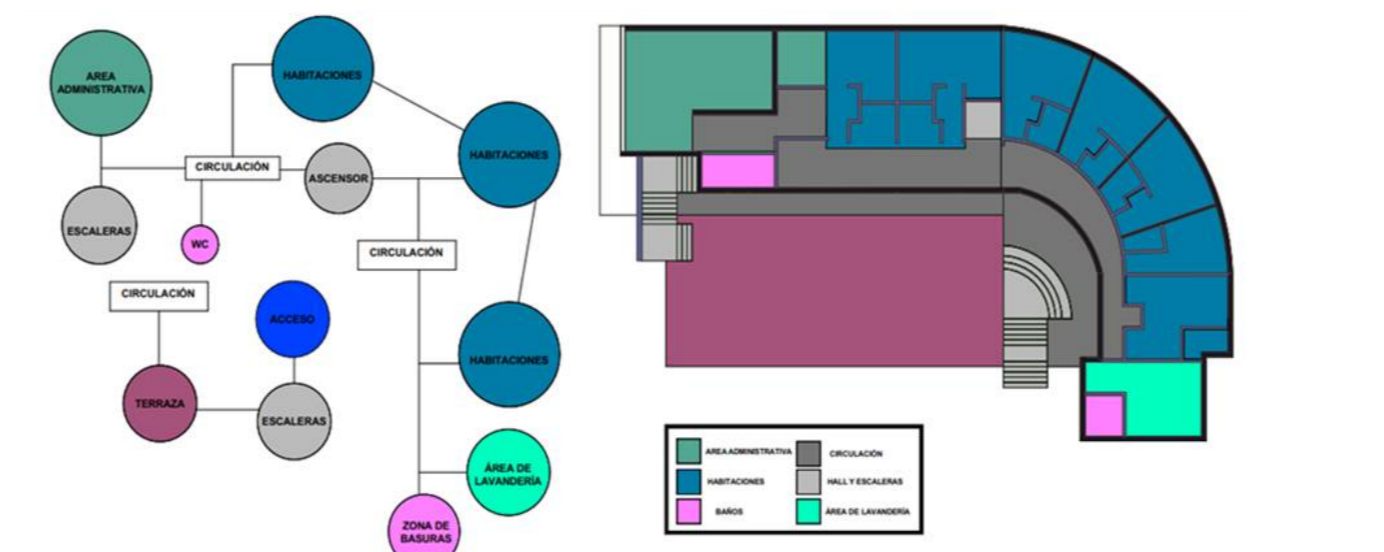 AREA
ADMINISTRATIVA
HABITACIONES
HABITACIONES
CIRCULACIÓN
ASCENSOR
ESCALERAS
WC
CIRCULACIÓN
CIRCULACIÓN
ACCESO
HABITACIONES
TERRAZA
ESCALERAS
ÁREA DE
LAVANDERÍA
ZONA DE
BASURAS
AREA ADMINISTRATIVA
CIRCULACIÓN
HABITACIONES
HALL Y ESCALERAS
BAÑOS
ÁREA DE LAVANDERÍA